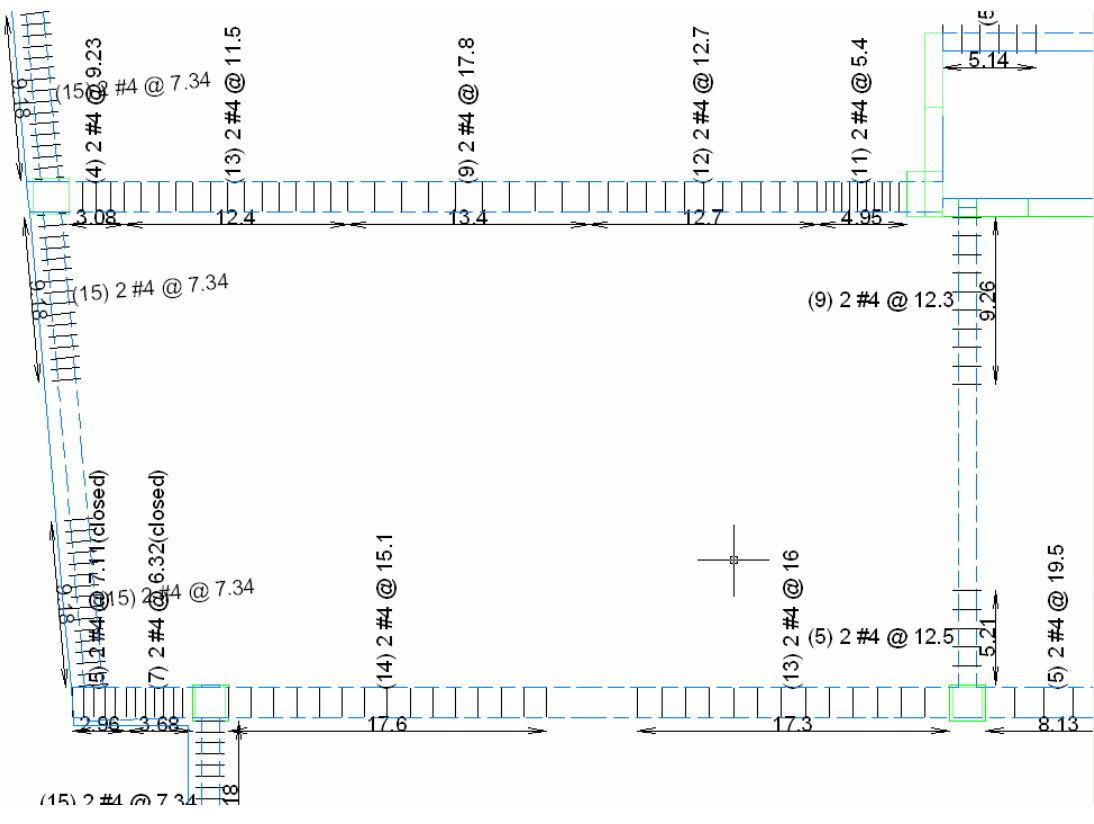 (4) 2 #4 @ 9.23
(13) 2 #4 @ 11.5
(9) 2 #4 @ 17.8
(12) 2 #4 @ 12.7
(11) 2 #4 @ 5.4
5.14
9.18
(15) 2 #4 @ 7.34
3.08
12.4
13.4
12.7
4.95
9.18
(15) 2 #4 @ 7.34
(9) 2 #4 @ 12.3
9.26
(5) 2 #4 @ 7.11(closed)
(7) 2 #4 @ 6.32(closed)
9.18
(15) 2 #4 @ 7.34
(14) 2 #4 @ 15.1
(13) 2 #4 @ 16
(5) 2 #4 @ 12.5
5.21
(5) 2 #4 @ 19.5
2.96
3.68
17.6
17.3
8.13
(15) 2 #4 @ 7.34
18